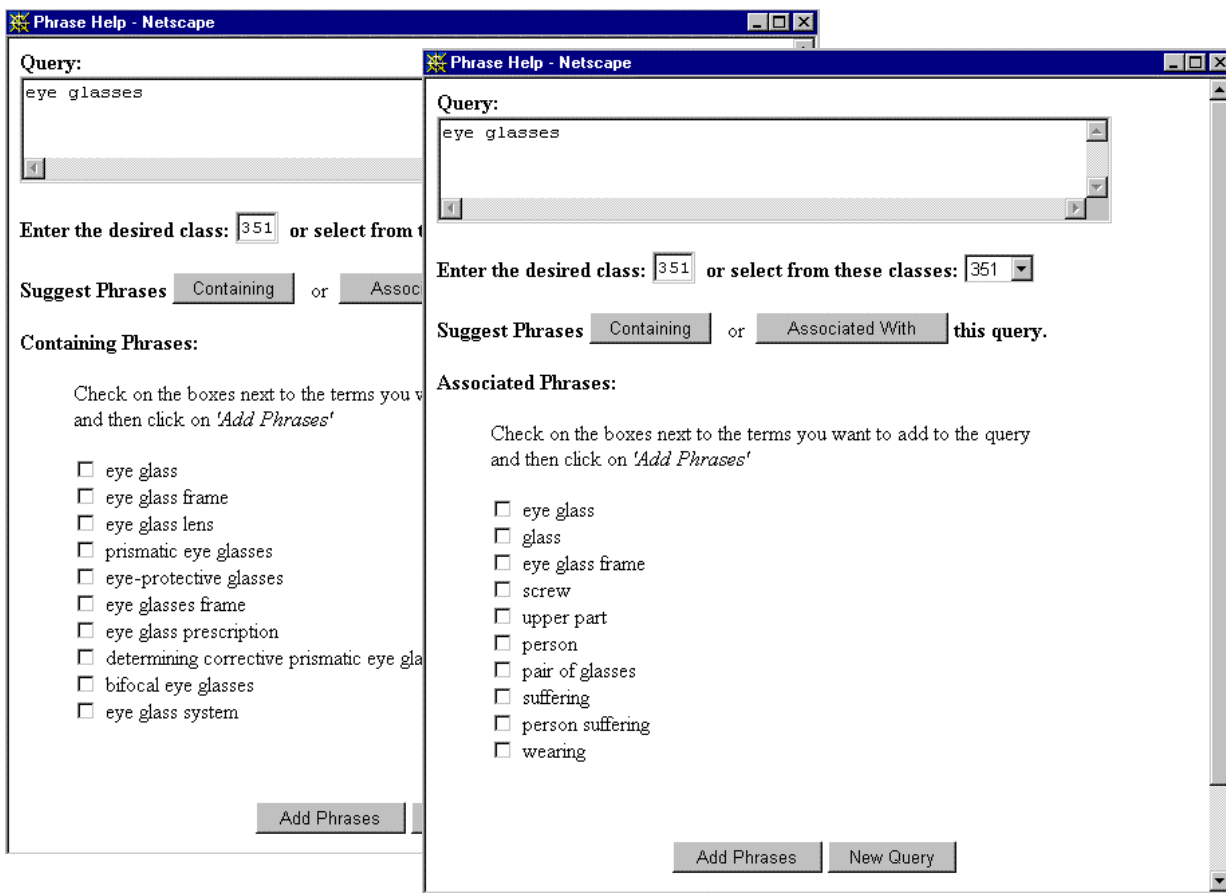 Phrase Help - Netscape
Query:
eye glasses
Enter the desired class: 351 or select from
Suggest Phrases Containing or
Containing Phrases:
Check on the boxes next to the terms you
and then click on 'Add Phrases'
eye glass
eye glass frame
eye glass lens
prismatic eye glasses
eye-protective glasses
eye glasses frame
eye glass prescription
determining corrective prismatic eye
bifocal eye glasses
eye glass system
Add Phrases
Phrase Help - Netscape
Query:
eye glasses
Enter the desired class: 351 or select from these classes: 351
Suggest Phrases Containing or Associated With this query.
Associated Phrases:
Check on the boxes next to the terms you want to add to the query
and then click on 'Add Phrases'
eye glass
glass
eye glass frame
screw
upper part
person
pair of glasses
suffering
person suffering
wearing
Add Phrases New Query